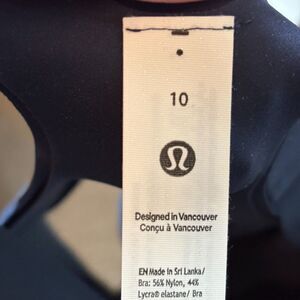 10
Designed in Vancouver
Conçu à Vancouver
EN Made In Sri Lanka/
Bra: 56% Nylon, 44%
Lycra® elastane/ Bra